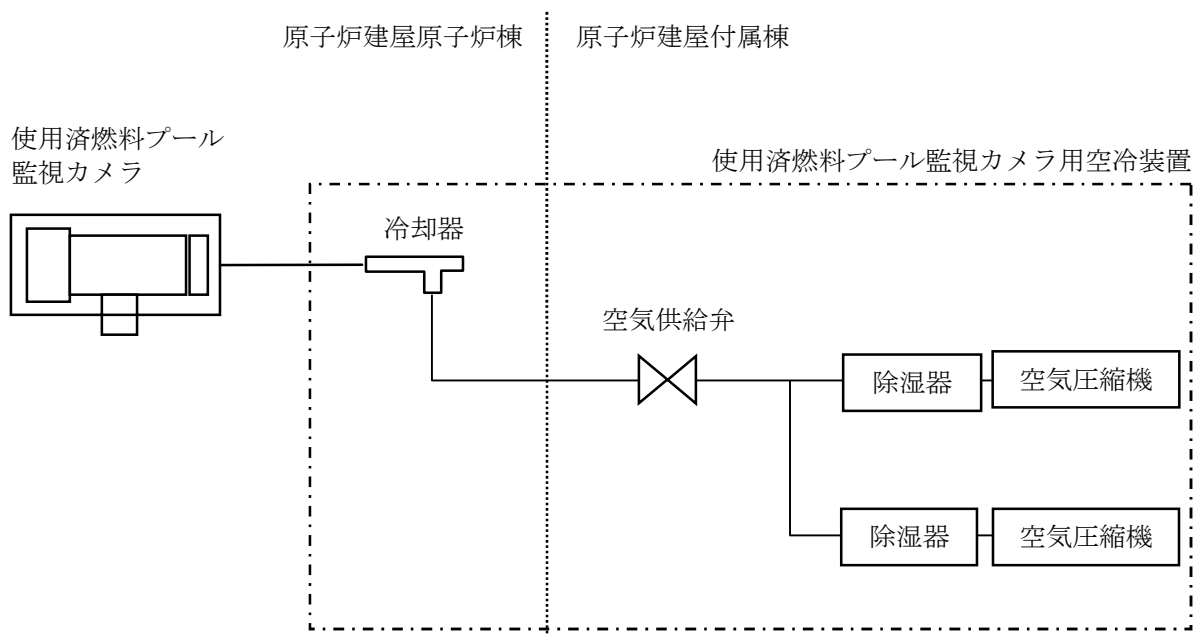 原子炉建屋原子炉棟
原子炉建屋付属棟
使用済燃料プール
監視カメラ
使用済燃料プール監視カメラ用空冷装置
冷却器
空気供給弁
除湿器
空気圧縮機
除湿器
空気圧縮機